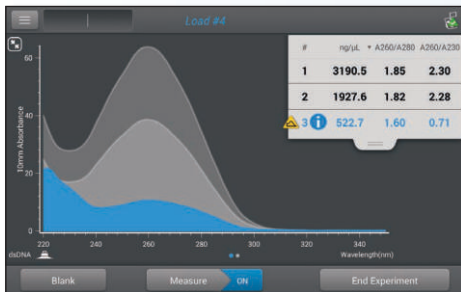 Load #4
# ng/µL A260/A280 A260/A230
1 3190.5 1.85 2.30
2 1927.6 1.82 2.28
3 i 522.7 1.60 0.71
10mm Absorbance
60
40
20
0
220 240 260 280 300 320 340
dsDNA
Wavelength(nm)
Blank
Measure
ON
End Experiment